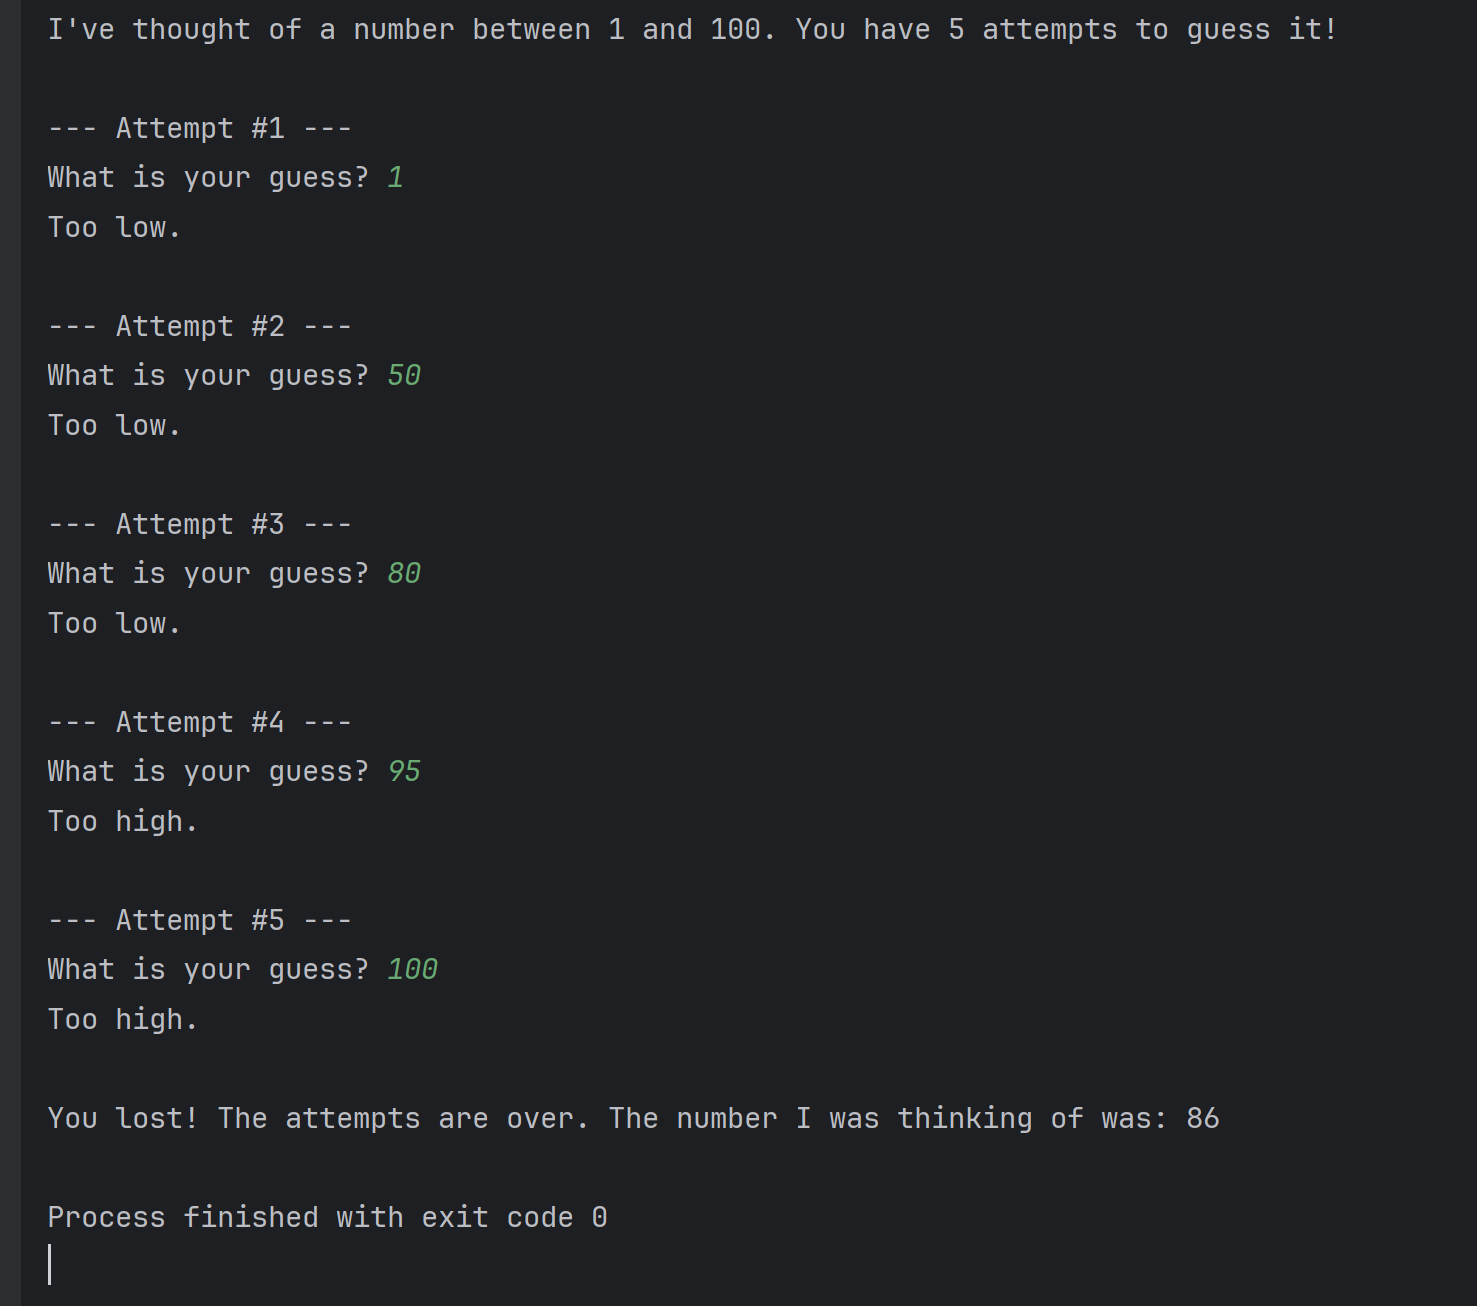 I've thought of a number between 1 and 100. You have 5 attempts to guess it!
--- Attempt #1 ---
What is your guess? 1
Too low.
--- Attempt #2 ---
What is your guess? 50
Too low.
--- Attempt #3 ---
What is your guess? 80
Too low.
--- Attempt #4 ---
What is your guess? 95
Too high.
--- Attempt #5 ---
What is your guess? 100
Too high.
You lost! The attempts are over. The number I was thinking of was: 86
Process finished with exit code 0